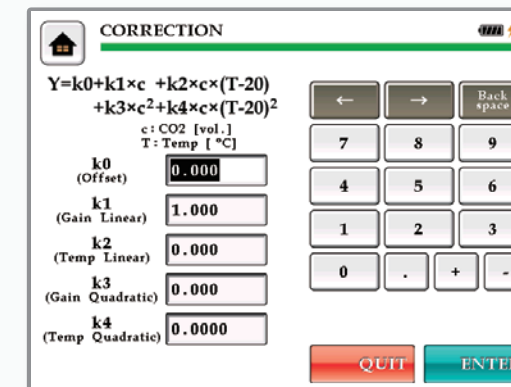 CORRECTION
Y=k0+k1×c +k2×c×(T-20)
+k3×c²+k4×c×(T-20)²
c:CO2 [vol.]
T:Temp [ °C]
k0
(Offset)
0.000
k1
(Gain Linear)
1.000
k2
(Temp Linear)
0.000
k3
(Gain Quadratic)
0.000
k4
(Temp Quadratic)
0.0000
← → Back space
7 8 9
4 5 6
1 2 3
0 . + -
QUIT ENTER